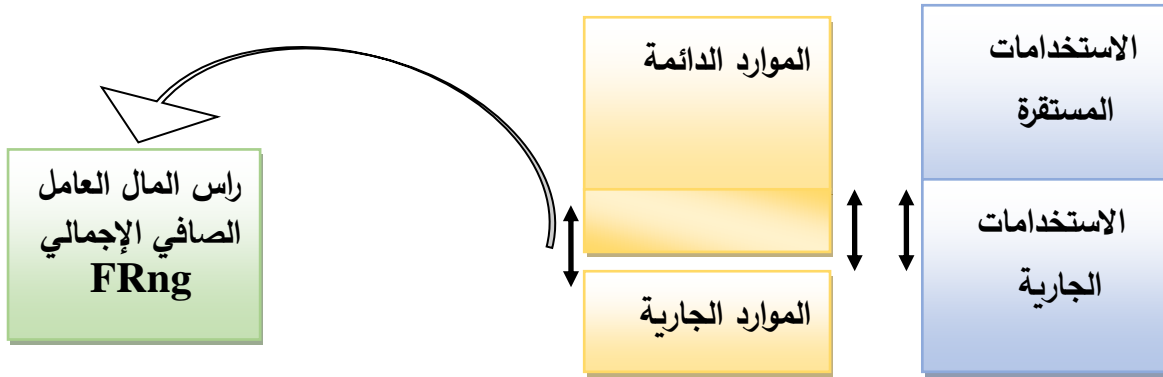 الاستخدامات
المستقرة
الاستخدامات
الجارية
الموارد الدائمة
الموارد الجارية
راس المال العامل
الصافي الإجمالي
FRng